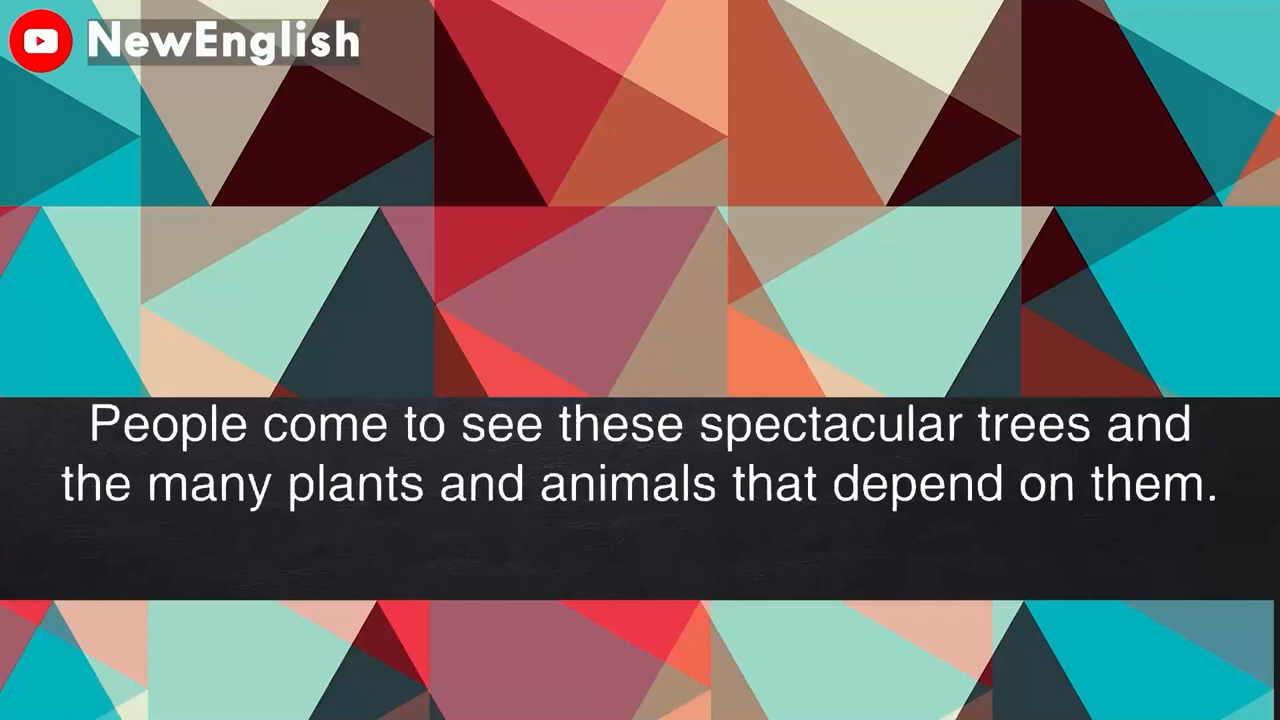 NewEnglish
People come to see these spectacular trees and
the many plants and animals that depend on them.